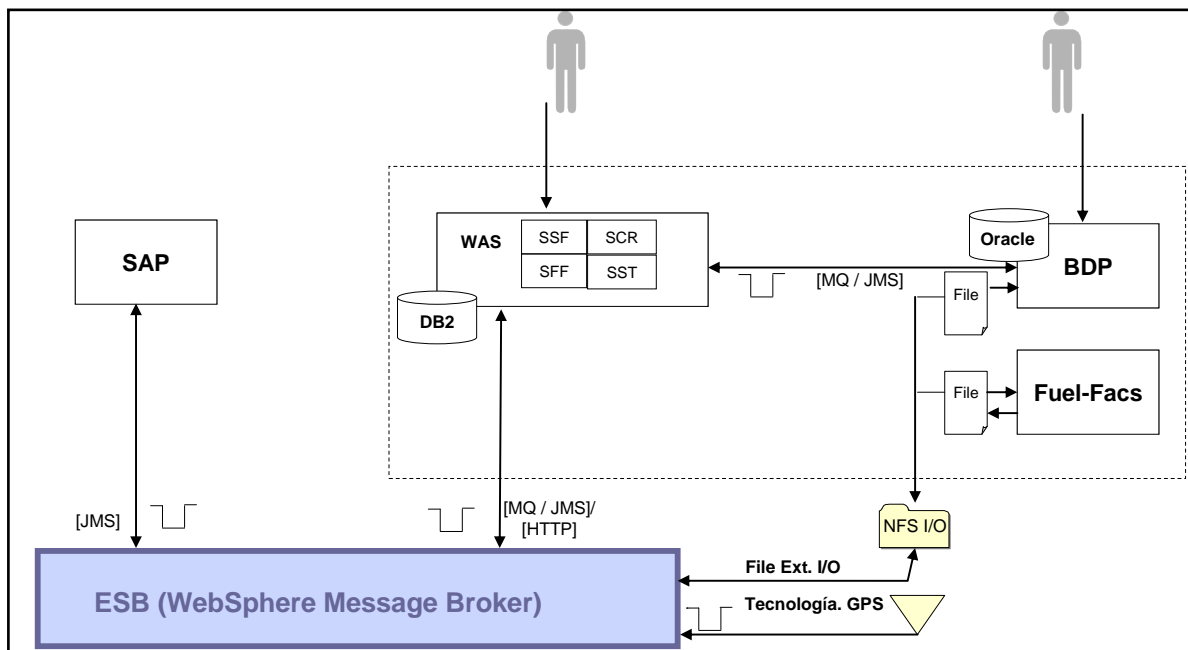 WAS
SSF
SCR
SFF
SST
DB2
SAP
Oracle
BDP
[MQ / JMS]
File
File
Fuel-Facs
[JMS]
[MQ / JMS]/
[HTTP]
NFS I/O
File Ext. I/O
ESB (WebSphere Message Broker)
Tecnología. GPS